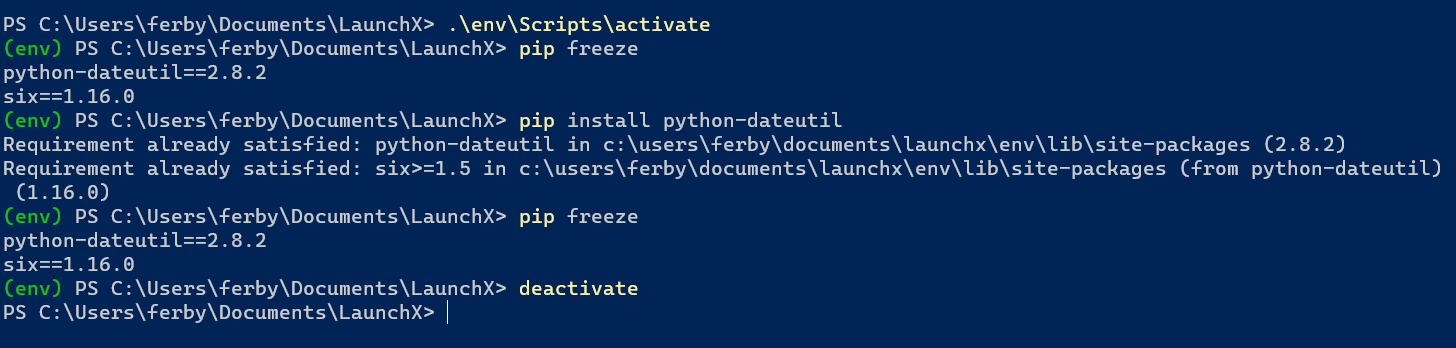 PS C:\Users\ferby\Documents\LaunchX> .\env\Scripts\activate
(env) PS C:\Users\ferby\Documents\LaunchX> pip freeze
python-dateutil==2.8.2
six==1.16.0
(env) PS C:\Users\ferby\Documents\LaunchX> pip install python-dateutil
Requirement already satisfied: python-dateutil in c:\users\ferby\documents\launchx\env\lib\site-packages (2.8.2)
Requirement already satisfied: six>=1.5 in c:\users\ferby\documents\launchx\env\lib\site-packages (from python-dateutil)
 (1.16.0)
(env) PS C:\Users\ferby\Documents\LaunchX> pip freeze
python-dateutil==2.8.2
six==1.16.0
(env) PS C:\Users\ferby\Documents\LaunchX> deactivate
PS C:\Users\ferby\Documents\LaunchX>